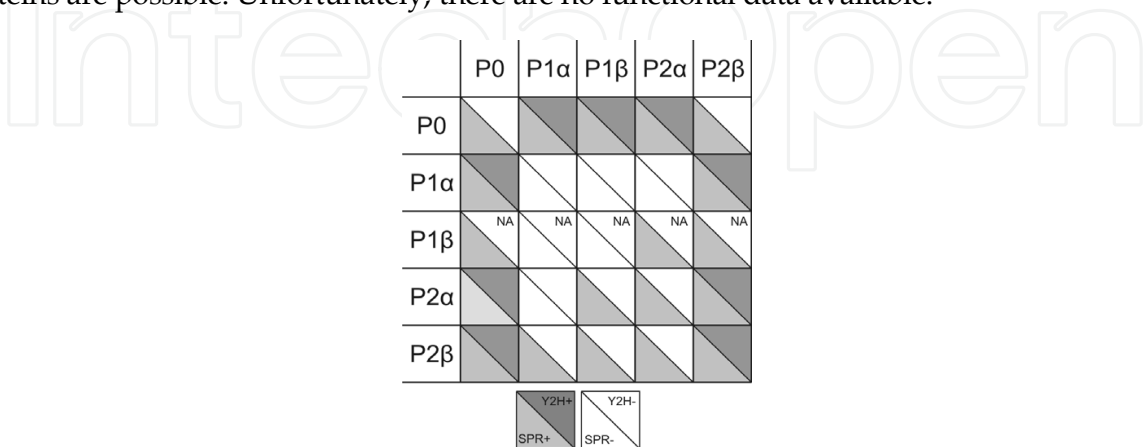 teins are possible. Unfortunately, there are no functional data available.
IntechOpen
P0 P1α P1β P2α P2β
P0
P1α
P1β NA NA NA NA NA
P2α
P2β
Y2H+ Y2H-
SPR+ SPR-